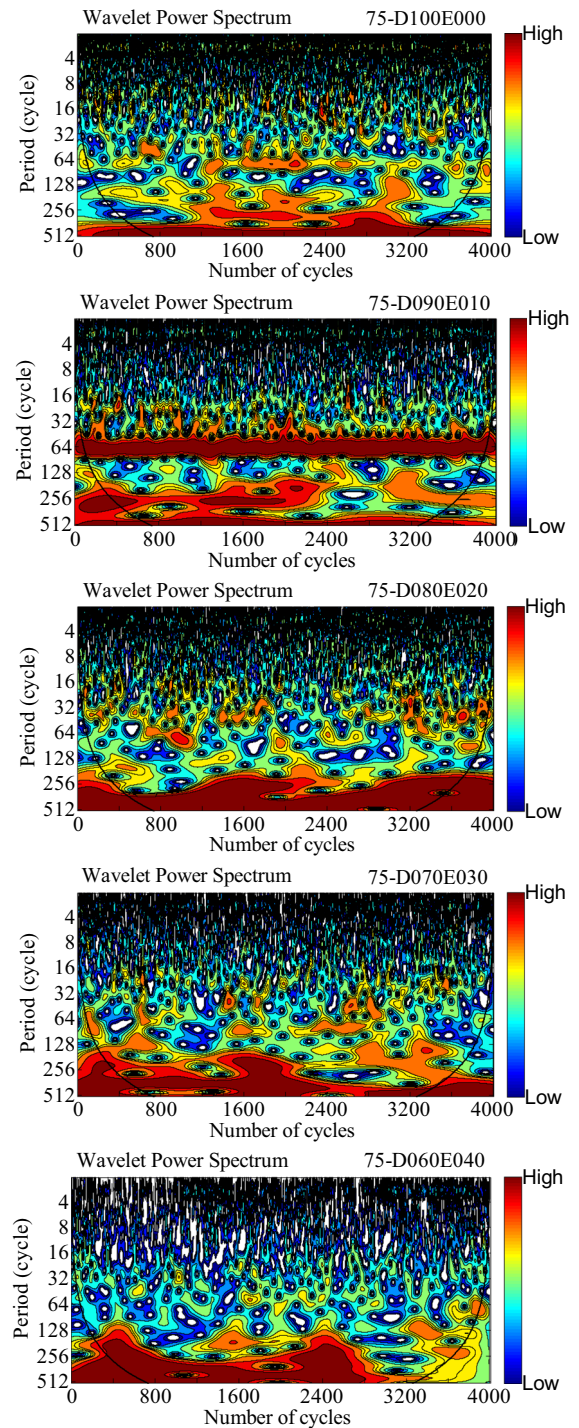 Wavelet Power Spectrum 75-D100E000
High
4
8
16
32
64
128
256
512
Period (cycle)
Low
0 800 1600 2400 3200 4000
Number of cycles
Wavelet Power Spectrum 75-D090E010
High
4
8
16
32
64
128
256
512
Period (cycle)
Low
800 1600 2400 3200 4000
Number of cycles
Wavelet Power Spectrum 75-D080E020
High
4
8
16
32
64
128
256
512
Period (cycle)
Low
800 1600 2400 3200 4000
Number of cycles
Wavelet Power Spectrum 75-D070E030
High
4
8
16
32
64
128
256
512
Period (cycle)
Low
0 800 1600 2400 3200 4000
Number of cycles
Wavelet Power Spectrum 75-D060E040
High
4
8
16
32
64
128
256
512
Period (cycle)
Low
0 800 1600 2400 3200 4000
Number of cycles